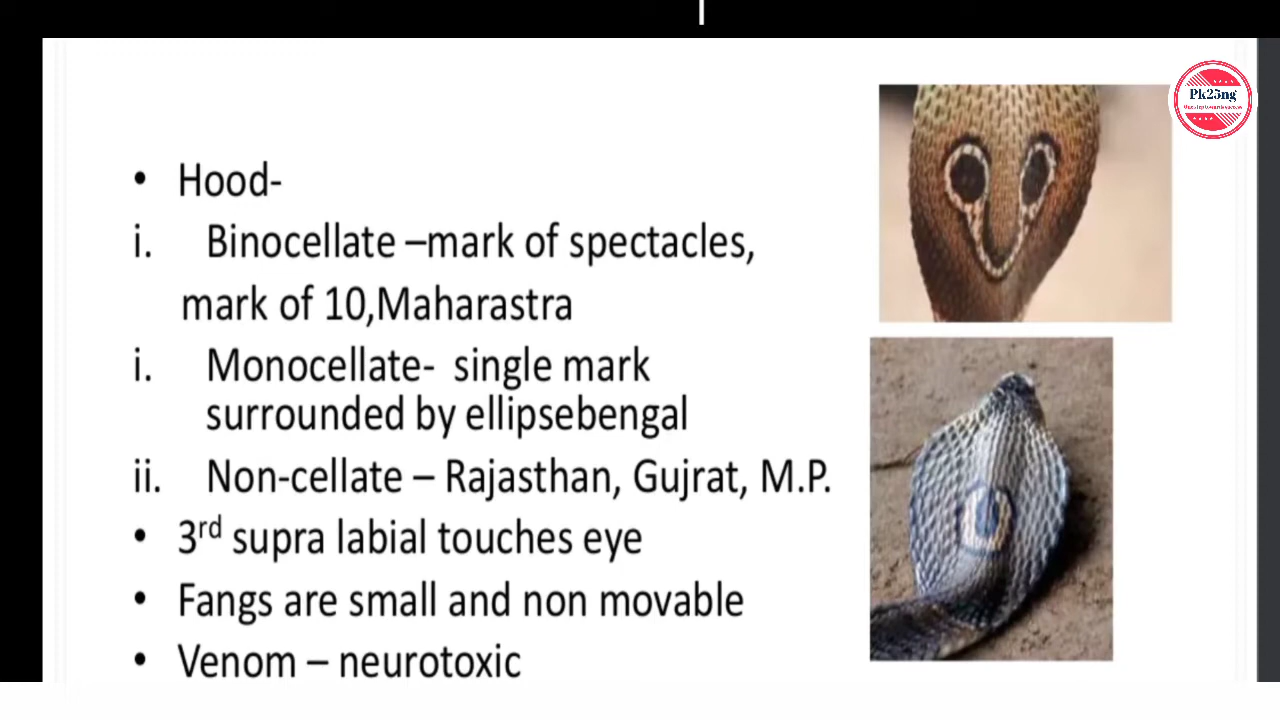 Pk25ng
• Hood-
i. Binocellate –mark of spectacles,
mark of 10,Maharastra
i. Monocellate- single mark
surrounded by ellipsebengal
ii. Non-cellate – Rajasthan, Gujrat, M.P.
• 3rd supra labial touches eye
• Fangs are small and non movable
• Venom – neurotoxic